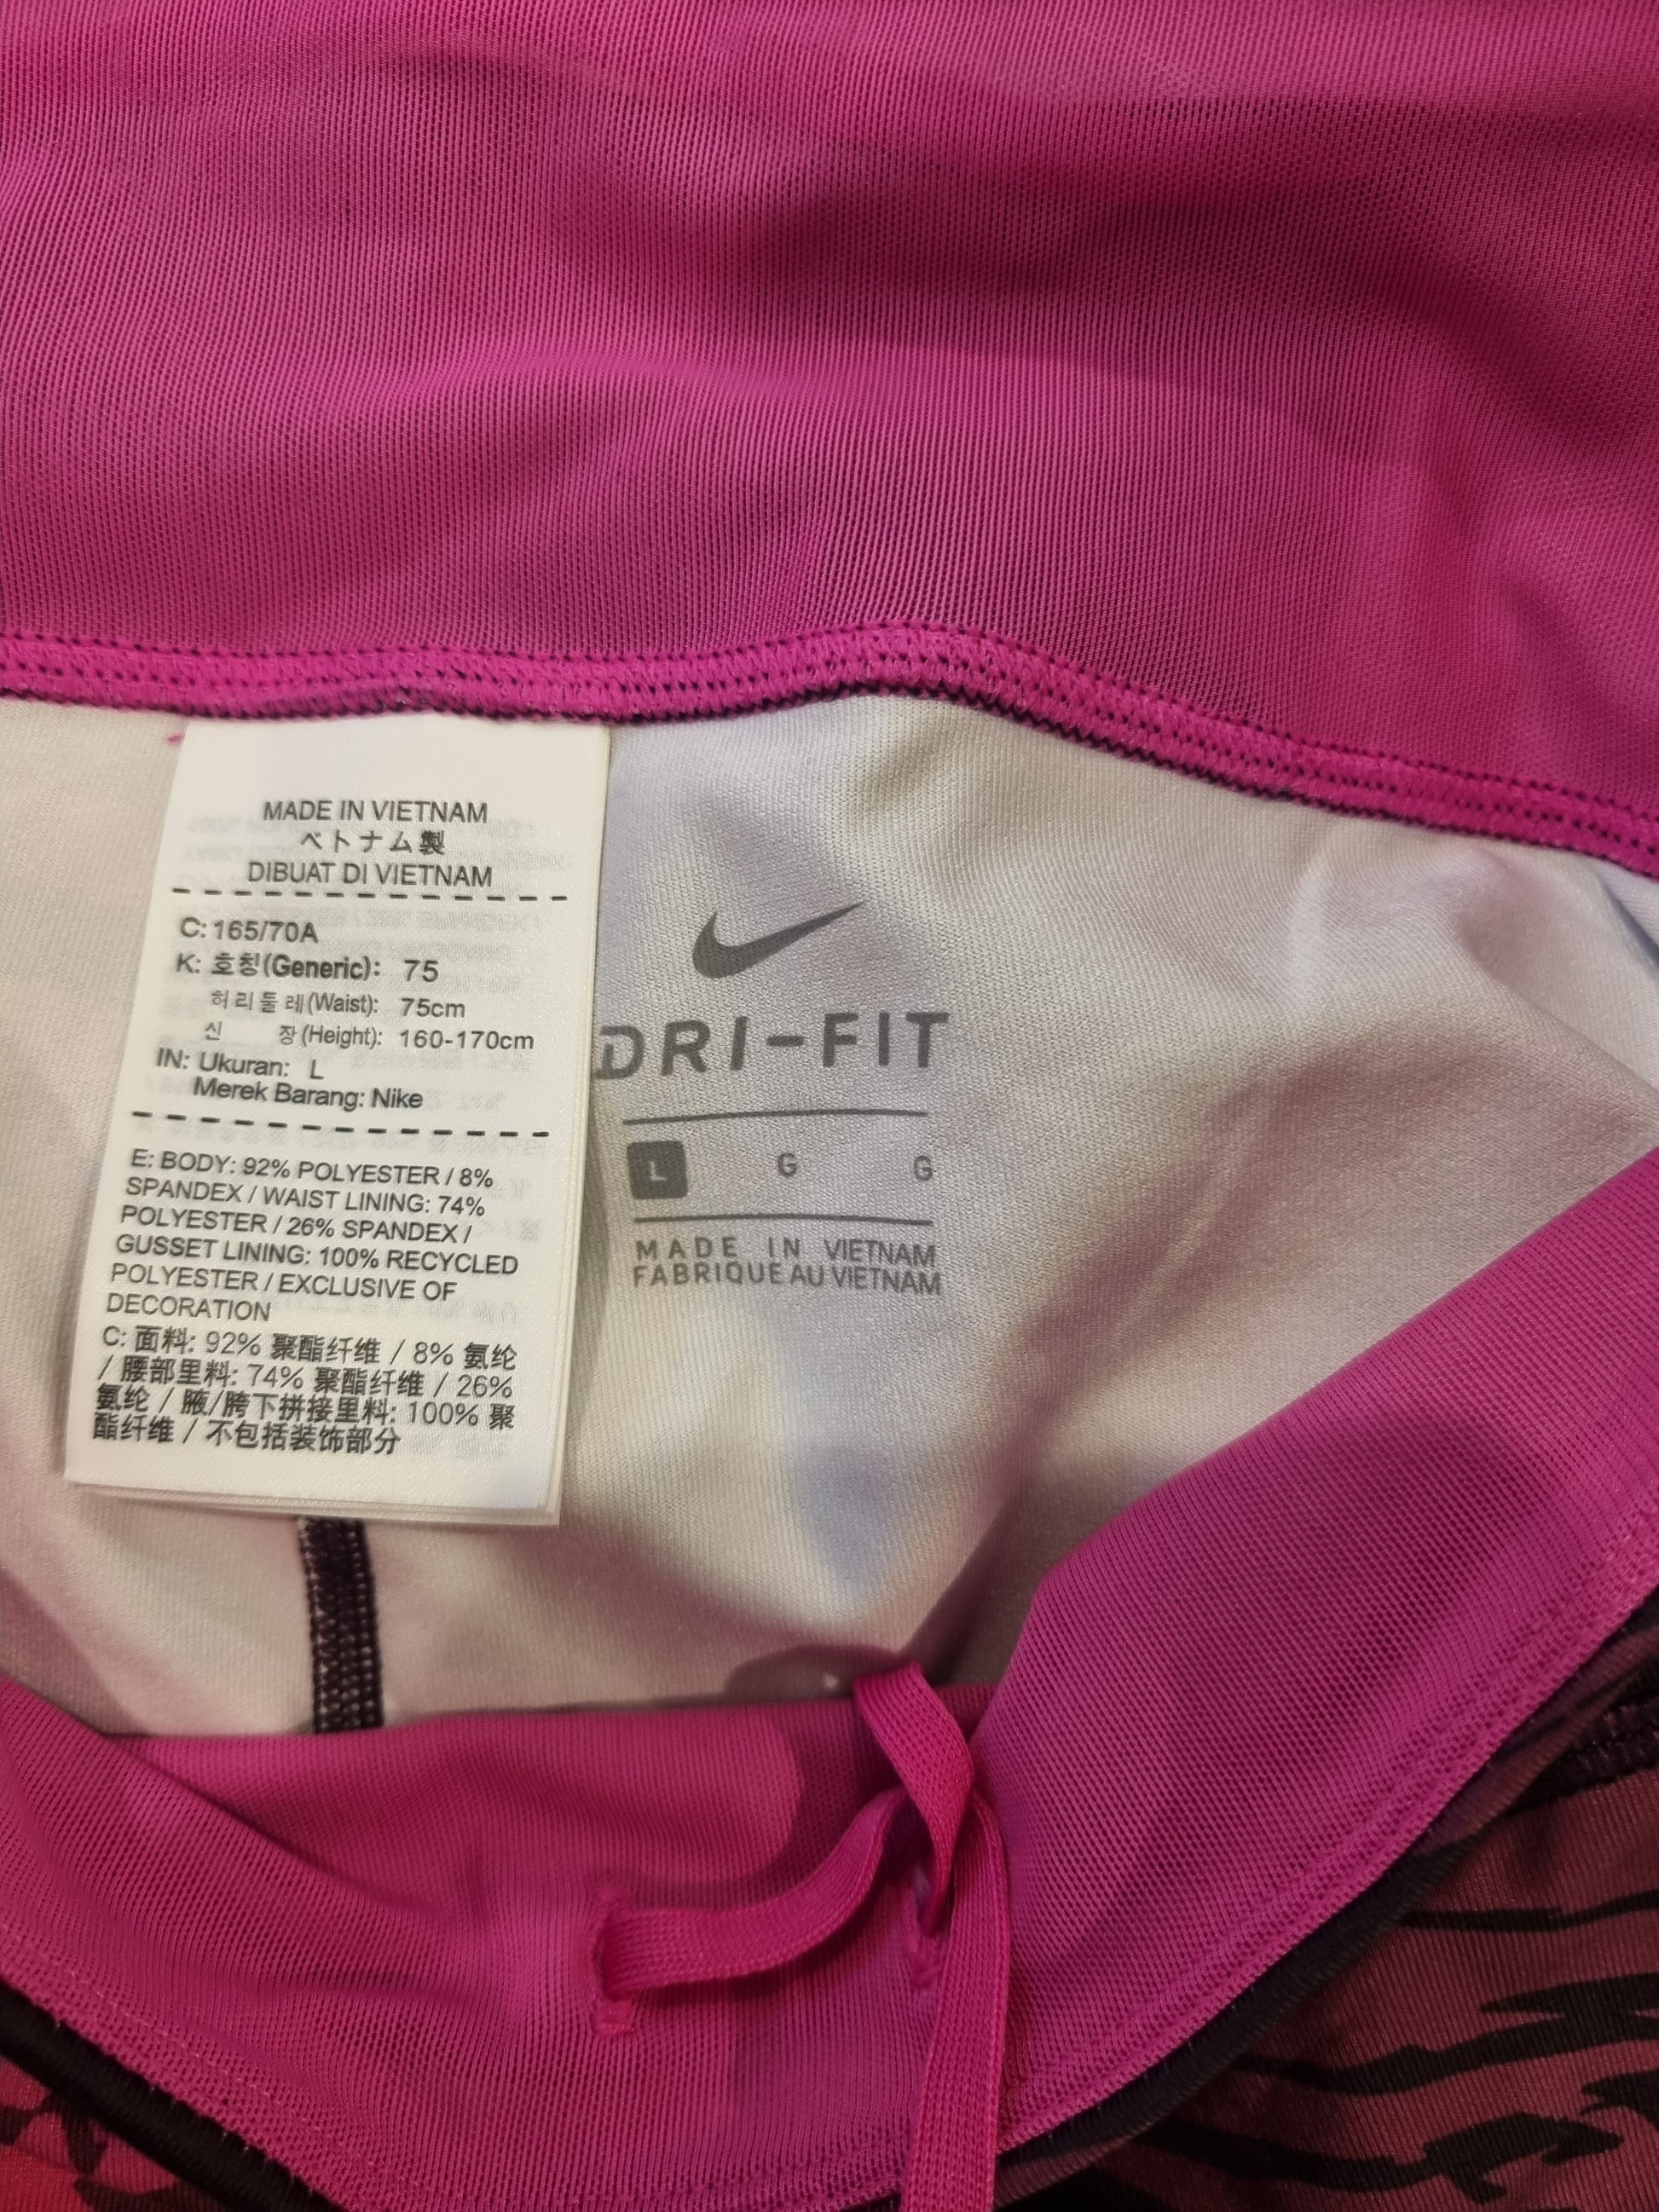 MADE IN VIETNAM
ベトナム製
DIBUAT DI VIETNAM
C: 165/70A
K: 호칭(Generic): 75
허리둘레(Waist): 75cm
신 장(Height): 160-170cm
IN: Ukuran: L
Merek Barang: Nike
E: BODY: 92% POLYESTER / 8%
SPANDEX / WAIST LINING: 74%
POLYESTER / 26% SPANDEX /
GUSSET LINING: 100% RECYCLED
POLYESTER / EXCLUSIVE OF
DECORATION
C: 面料: 92% 聚酯纤维 / 8% 氨纶
/ 腰部里料: 74% 聚酯纤维 / 26%
氨纶 / 腋/胯下拼接里料: 100% 聚
酯纤维 / 不包括装饰部分
DRI-FIT
L G G
MADE IN VIETNAM
FABRIQUE AU VIETNAM